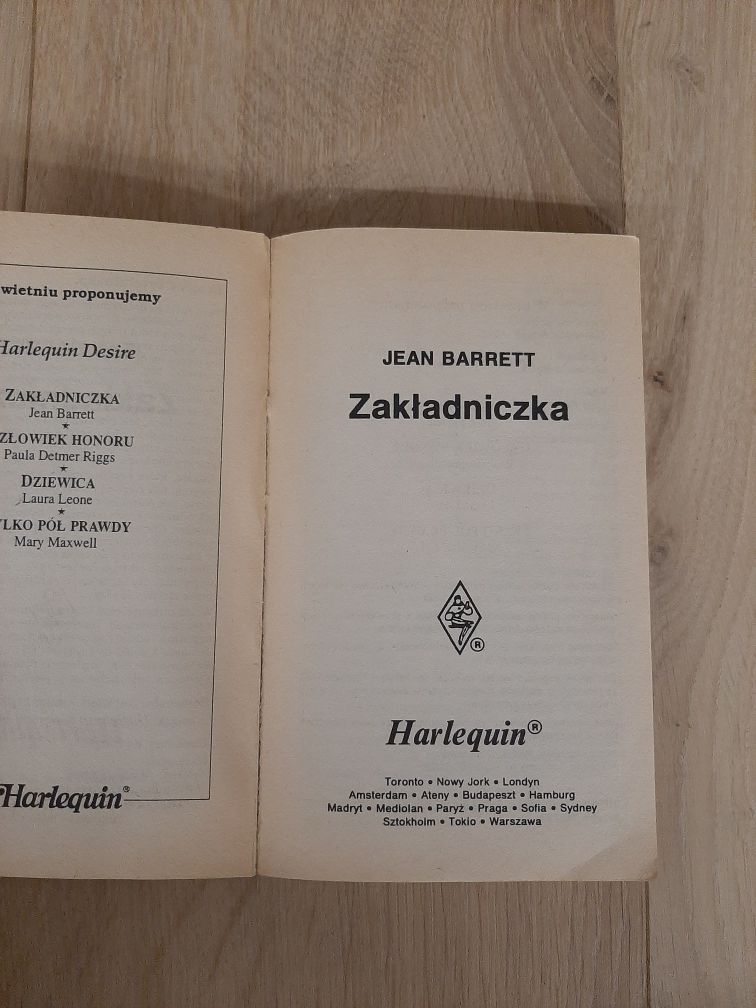 wietniu proponujemy
Harlequin Desire
ZAKŁADNICZKA
Jean Barrett
★
ZŁOWIEK HONORU
Paula Detmer Riggs
★
DZIEWICA
Laura Leone
★
YLKO PÓŁ PRAWDY
Mary Maxwell
Harlequin®
JEAN BARRETT
Zakładniczka
®
Harlequin®
Toronto • Nowy Jork • Londyn
Amsterdam • Ateny • Budapeszt • Hamburg
Madryt • Mediolan • Paryż • Praga • Sofia • Sydney
Sztokholm • Tokio • Warszawa